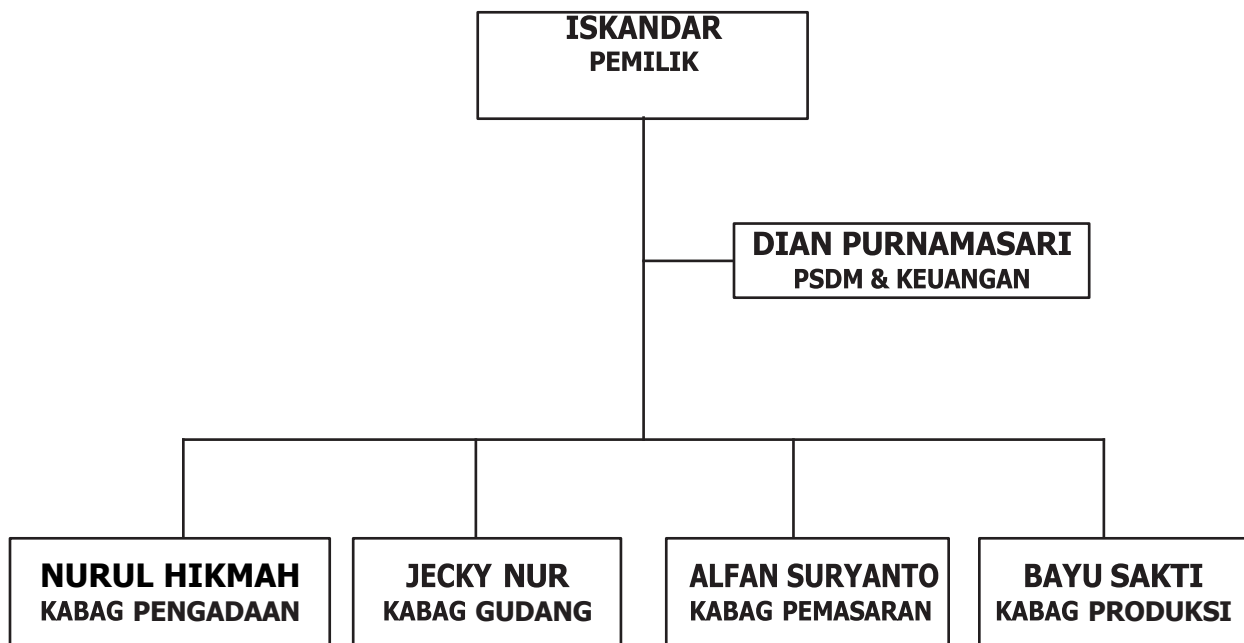 ISKANDAR
PEMILIK
DIAN PURNAMASARI
PSDM & KEUANGAN
NURUL HIKMAH
KABAG PENGADAAN
JECKY NUR
KABAG GUDANG
ALFAN SURYANTO
KABAG PEMASARAN
BAYU SAKTI
KABAG PRODUKSI